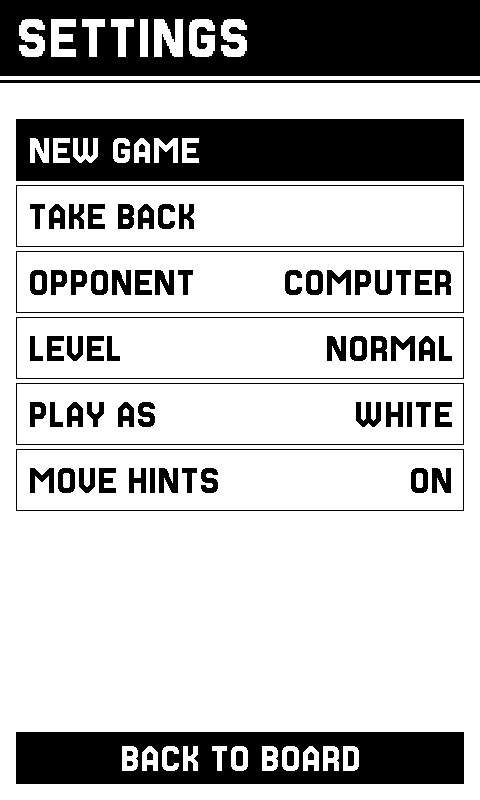 SETTINGS
NEW GAME
TAKE BACK
OPPONENT COMPUTER
LEVEL NORMAL
PLAY AS WHITE
MOVE HINTS ON
BACK TO BOARD